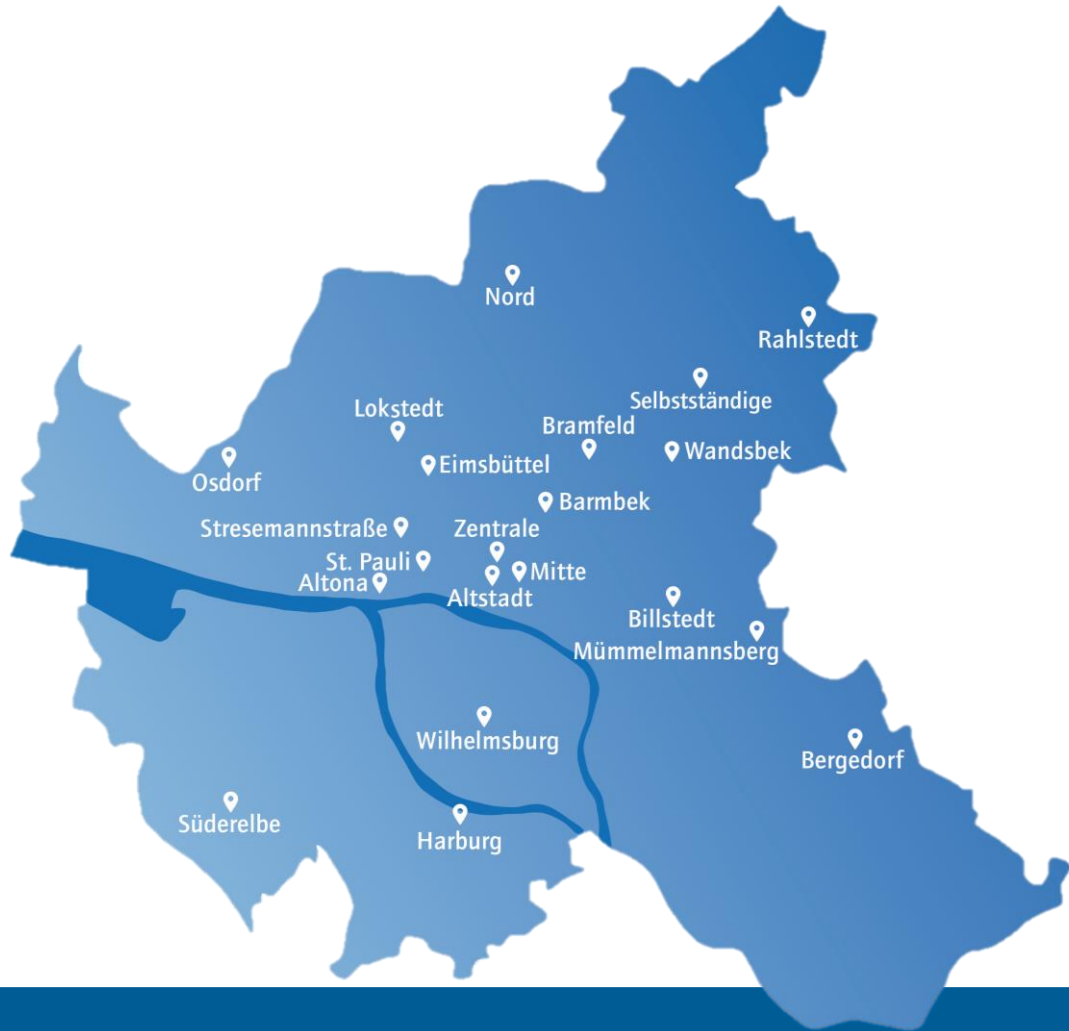 Nord
Rahlstedt
Selbstständige
Lokstedt
Bramfeld
Wandsbek
Eimsbüttel
Osdorf
Barmbek
Stresemannstraße
Zentrale
St. Pauli
Mitte
Altona
Altstadt
Billstedt
Mümmelmannsberg
Wilhelmsburg
Bergedorf
Süderelbe
Harburg